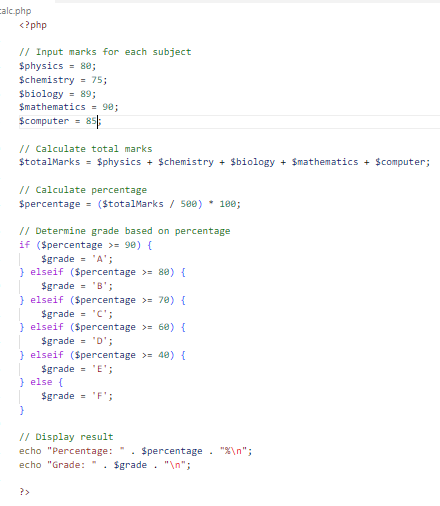 calc.php
<?php
// Input marks for each subject
$physics = 80;
$chemistry = 75;
$biology = 89;
$mathematics = 90;
$computer = 85;
// Calculate total marks
$totalMarks = $physics + $chemistry + $biology + $mathematics + $computer;
// Calculate percentage
$percentage = ($totalMarks / 500) * 100;
// Determine grade based on percentage
if ($percentage >= 90) {
    $grade = 'A';
} elseif ($percentage >= 80) {
    $grade = 'B';
} elseif ($percentage >= 70) {
    $grade = 'C';
} elseif ($percentage >= 60) {
    $grade = 'D';
} elseif ($percentage >= 40) {
    $grade = 'E';
} else {
    $grade = 'F';
}
// Display result
echo "Percentage: " . $percentage . "%\n";
echo "Grade: " . $grade . "\n";
?>